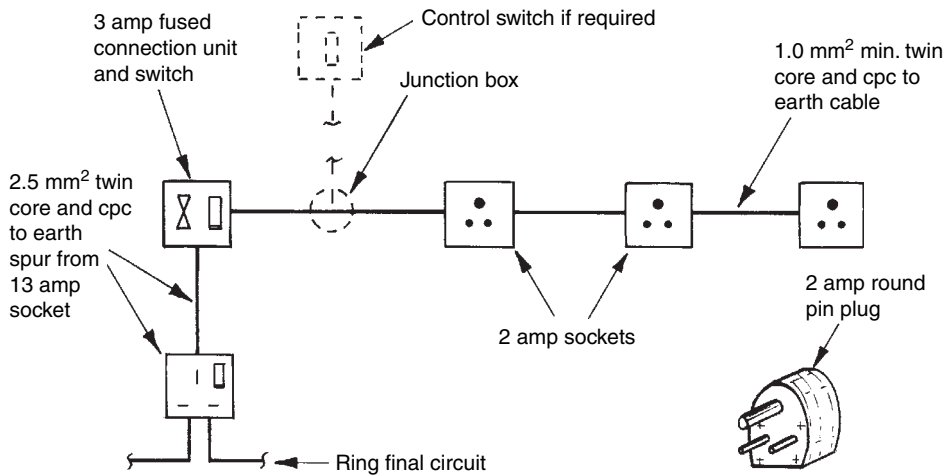 3 amp fused
connection unit
and switch
Control switch if required
Junction box
1.0 mm² min. twin
core and cpc to
earth cable
2.5 mm² twin
core and cpc
to earth
spur from
13 amp
socket
2 amp sockets
2 amp round
pin plug
Ring final circuit